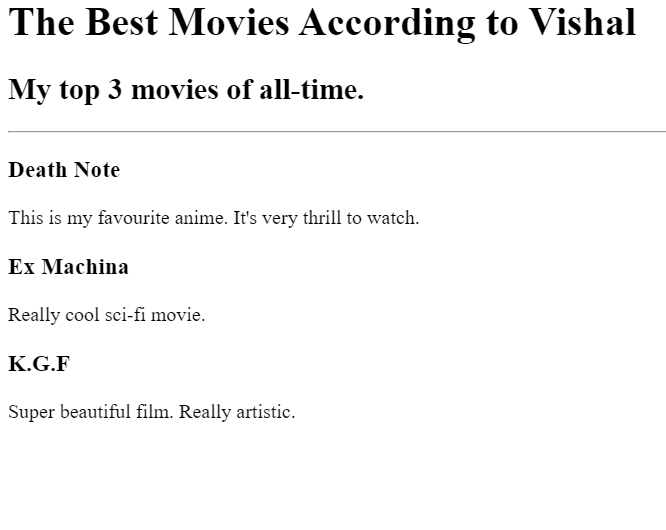 The Best Movies According to Vishal
My top 3 movies of all-time.
Death Note
This is my favourite anime. It's very thrill to watch.
Ex Machina
Really cool sci-fi movie.
K.G.F
Super beautiful film. Really artistic.